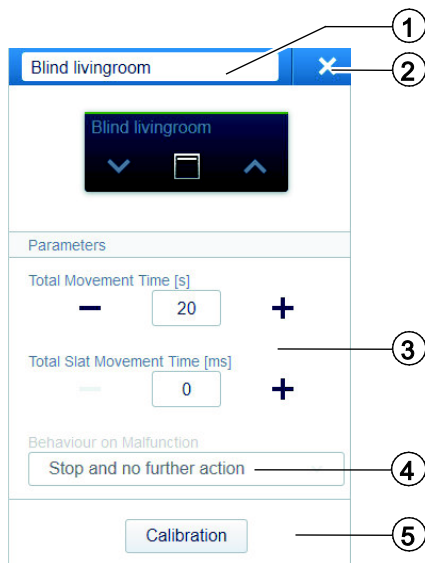 1
Blind livingroom
2
Blind livingroom
Parameters
Total Movement Time [s]
20
3
Total Slat Movement Time [ms]
0
Behaviour on Malfunction
Stop and no further action
4
Calibration
5